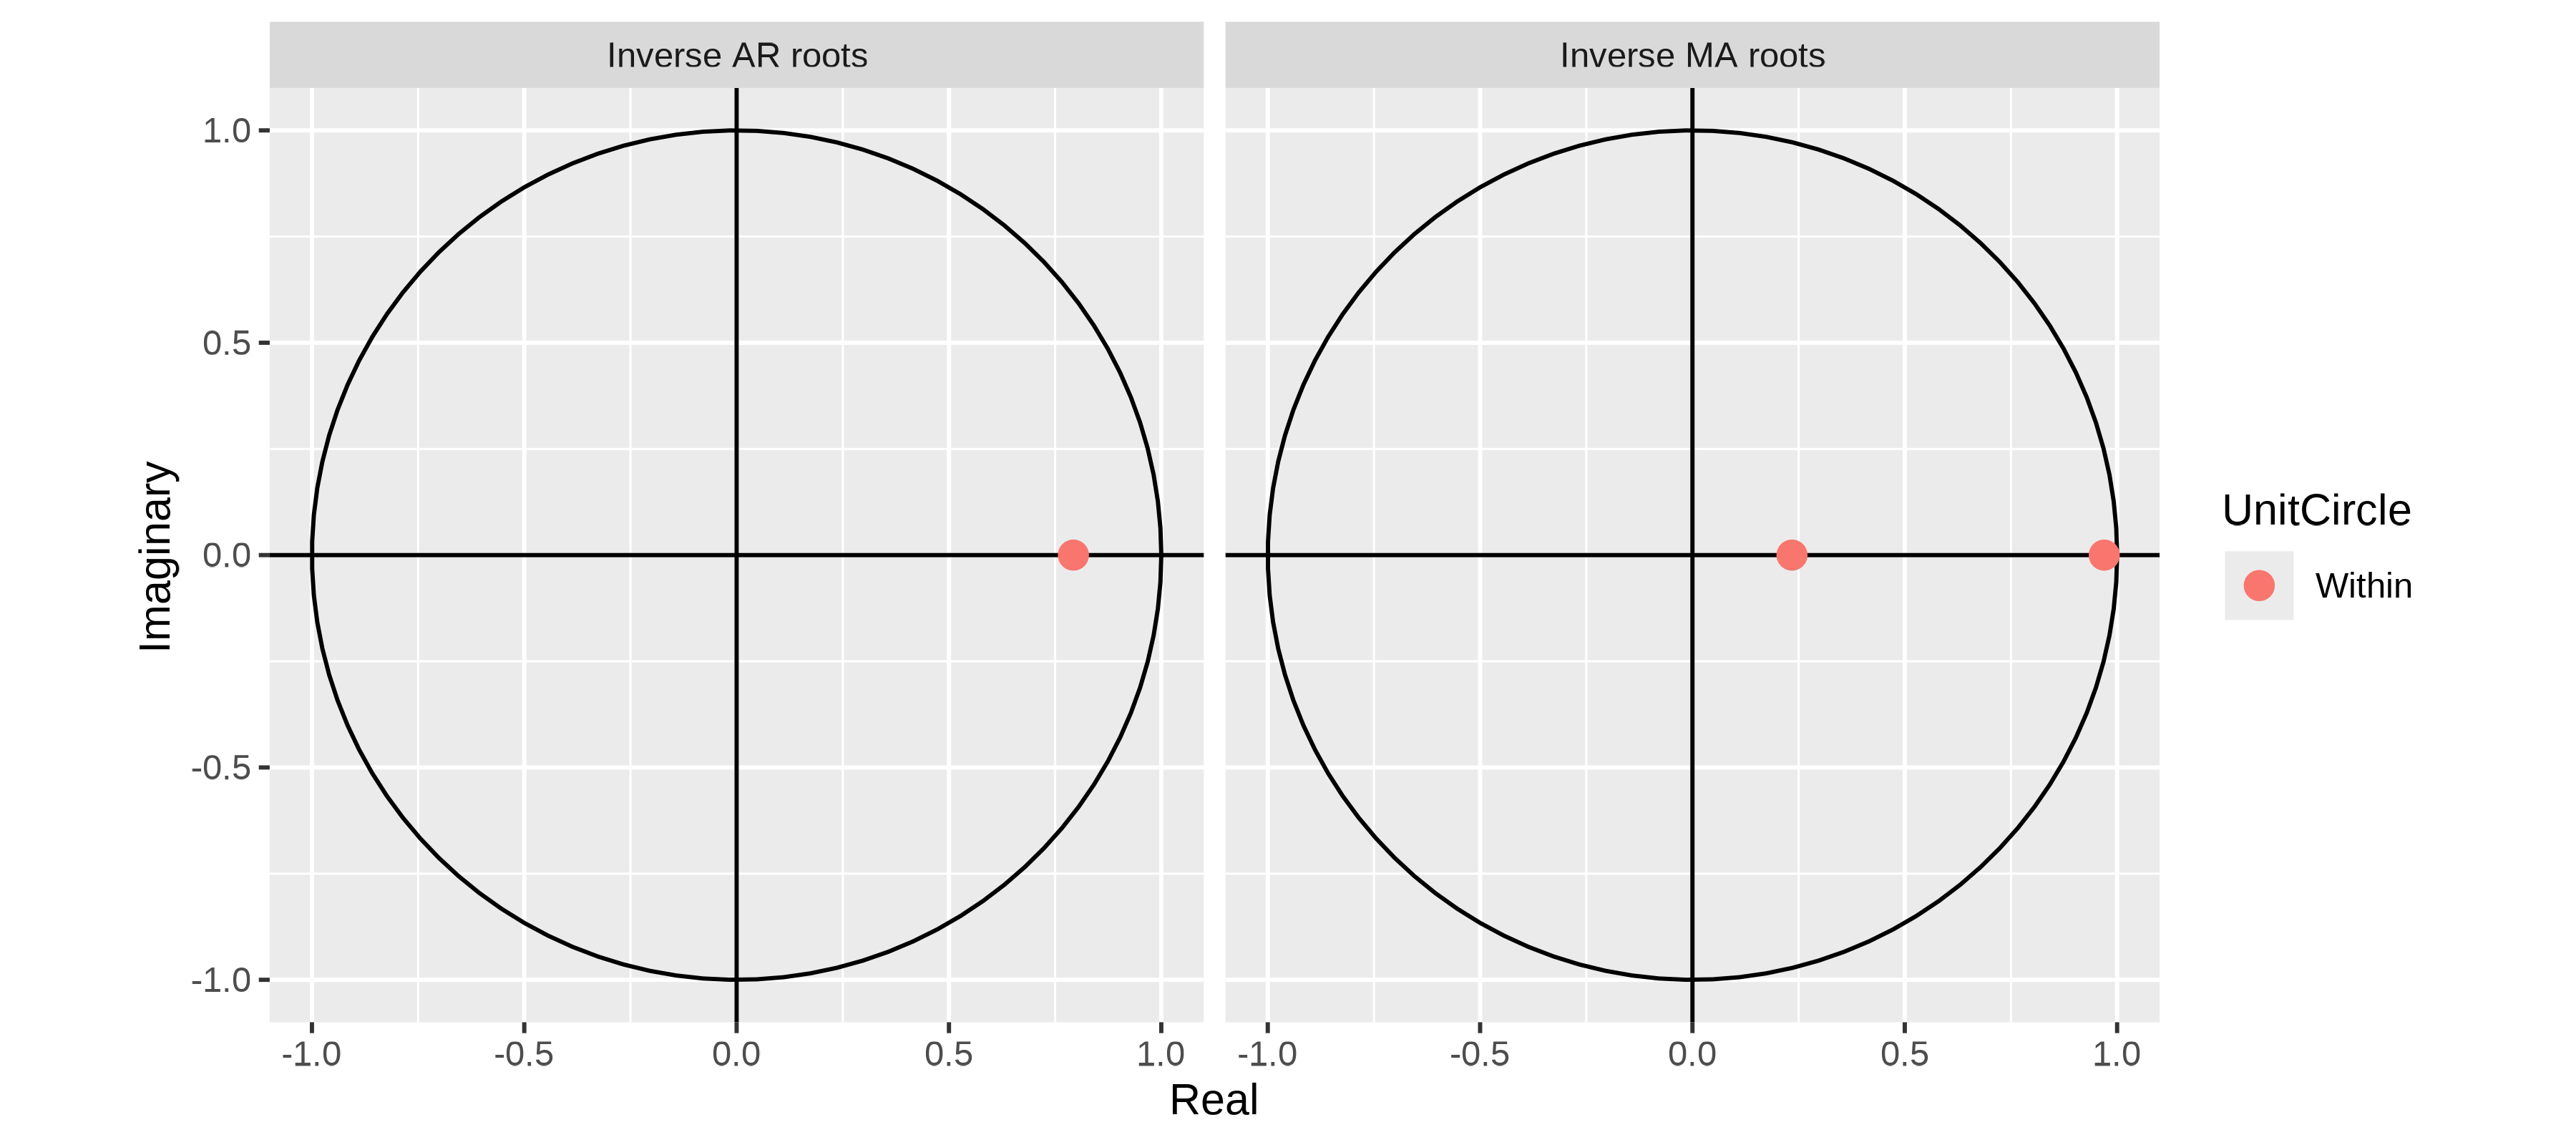 Inverse AR roots
Inverse MA roots
1.0
0.5
0.0
-0.5
-1.0
Imaginary
-1.0 -0.5 0.0 0.5 1.0
-1.0 -0.5 0.0 0.5 1.0
Real
UnitCircle
Within